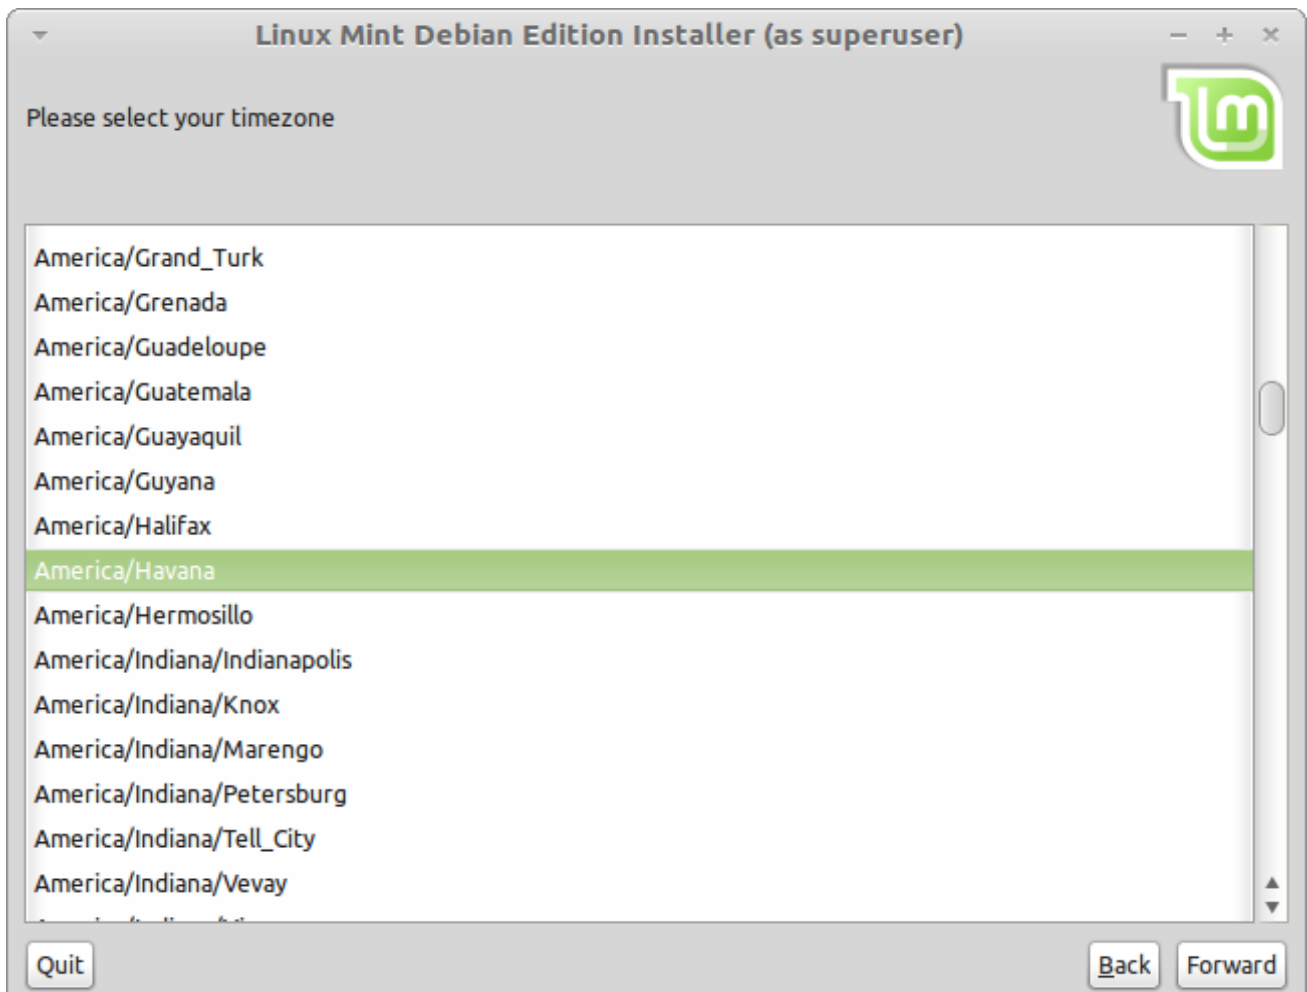 Linux Mint Debian Edition Installer (as superuser)
Please select your timezone
lm
America/Grand_Turk
America/Grenada
America/Guadeloupe
America/Guatemala
America/Guayaquil
America/Guyana
America/Halifax
America/Havana
America/Hermosillo
America/Indiana/Indianapolis
America/Indiana/Knox
America/Indiana/Marengo
America/Indiana/Petersburg
America/Indiana/Tell_City
America/Indiana/Vevay
Quit
Back
Forward